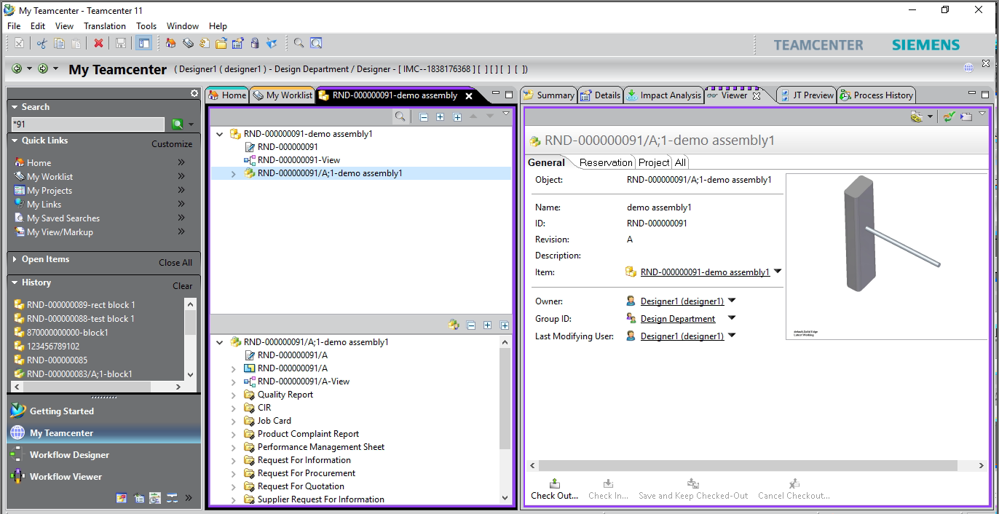 My Teamcenter - Teamcenter 11
File Edit View Translation Tools Window Help
TEAMCENTER SIEMENS
My Teamcenter ( Designer1 ( designer1 ) - Design Department / Designer - [ IMC--1838176368 ] [ ] [ ] [ ] [ ])
Search
*91
Quick Links
Customize
Home
My Worklist
My Projects
My Links
My Saved Searches
My View/Markup
Open Items
Close All
History
Clear
RND-000000089-rect block 1
RND-000000088-test block 1
870000000000-block1
123456789102
RND-000000085
RND-000000083/A;1-block1
Getting Started
My Teamcenter
Workflow Designer
Workflow Viewer
Home My Worklist RND-000000091-demo assembly
RND-000000091-demo assembly1
RND-000000091
RND-000000091-View
RND-000000091/A;1-demo assembly1
RND-000000091/A;1-demo assembly1
RND-000000091/A
RND-000000091/A
RND-000000091/A-View
Quality Report
CIR
Job Card
Product Complaint Report
Performance Management Sheet
Request For Information
Request For Procurement
Request For Quotation
Supplier Request For Information
Summary Details Impact Analysis Viewer JT Preview Process History
RND-000000091/A;1-demo assembly1
General Reservation Project All
Object: RND-000000091/A;1-demo assembly1
Name: demo assembly1
ID: RND-000000091
Revision: A
Description:
Item: RND-000000091-demo assembly1
Owner: Designer1 (designer1)
Group ID: Design Department
Last Modifying User: Designer1 (designer1)
default.Solid Edge
Latest Working
Check Out... Check In... Save and Keep Checked-Out Cancel Checkout...